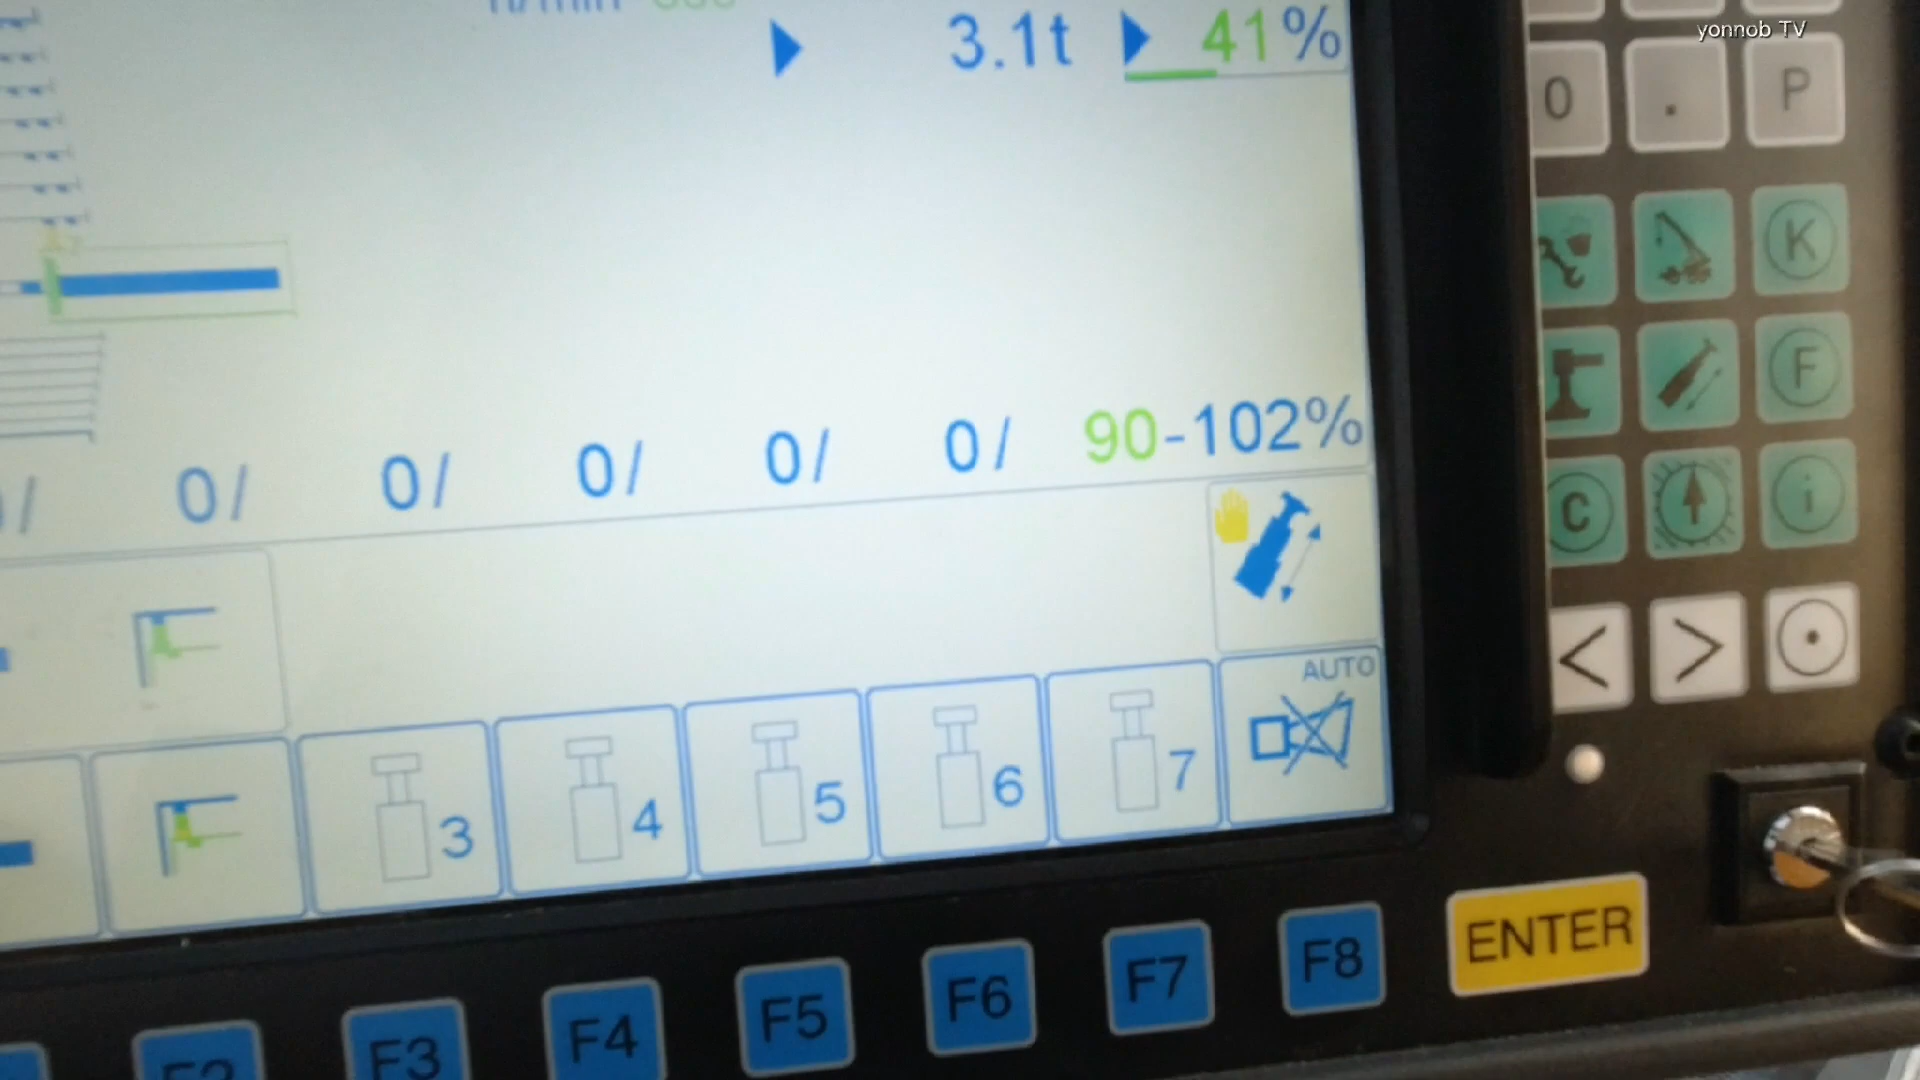 yonnob TV
3.1t
41%
0
.
P
K
F
C
i
0/
0/
0/
0/
0/
90-102%
<
>
AUTO
3
4
5
6
7
ENTER
F2
F3
F4
F5
F6
F7
F8